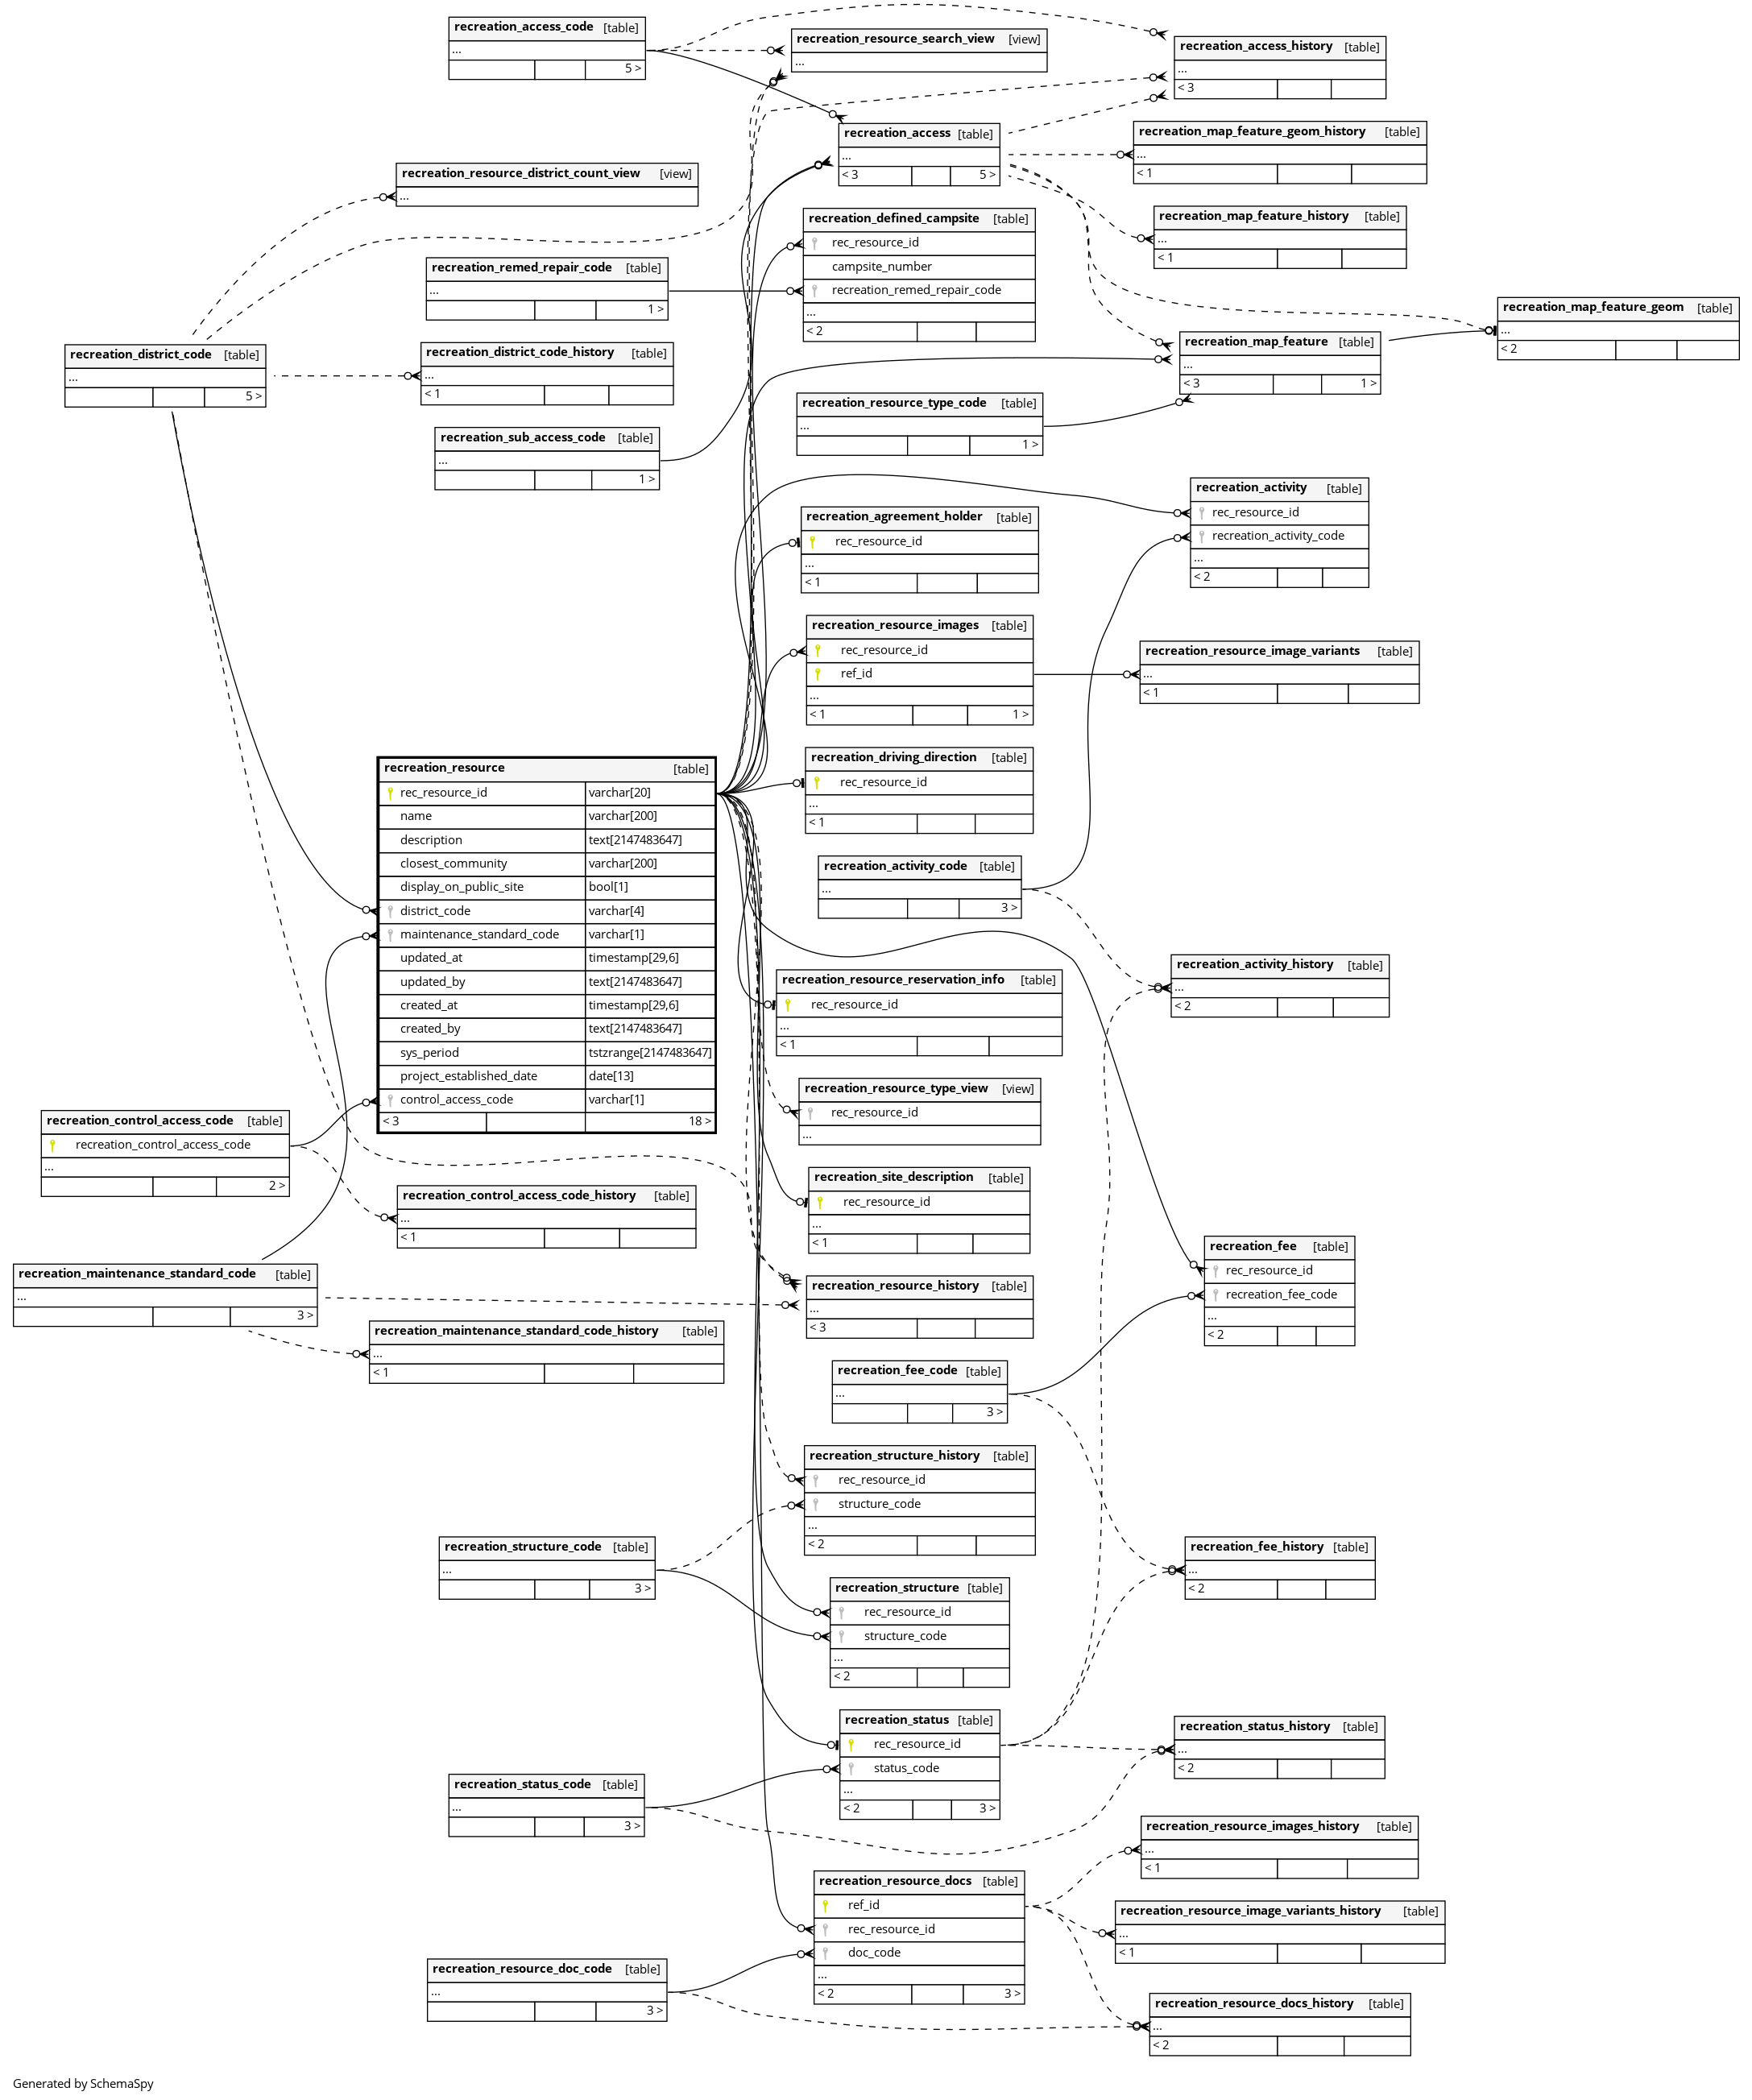 recreation_access_code [table]
...
5 >
recreation_resource_search_view [view]
...
recreation_access_history [table]
...
< 3
recreation_access [table]
...
< 3 5 >
recreation_map_feature_geom_history [table]
...
< 1
recreation_resource_district_count_view [view]
...
recreation_map_feature_history [table]
...
< 1
recreation_defined_campsite [table]
rec_resource_id
campsite_number
recreation_remed_repair_code
...
< 2
recreation_remed_repair_code [table]
...
1 >
recreation_map_feature_geom [table]
...
< 2
recreation_map_feature [table]
...
< 3 1 >
recreation_district_code [table]
...
5 >
recreation_district_code_history [table]
...
< 1
recreation_resource_type_code [table]
...
1 >
recreation_sub_access_code [table]
...
1 >
recreation_activity [table]
rec_resource_id
recreation_activity_code
...
< 2
recreation_agreement_holder [table]
rec_resource_id
...
< 1
recreation_resource_images [table]
rec_resource_id
ref_id
...
< 1 1 >
recreation_resource_image_variants [table]
...
< 1
recreation_driving_direction [table]
rec_resource_id
...
< 1
recreation_resource [table]
rec_resource_id varchar[20]
name varchar[200]
description text[2147483647]
closest_community varchar[200]
display_on_public_site bool[1]
district_code varchar[4]
maintenance_standard_code varchar[1]
updated_at timestamp[29,6]
updated_by text[2147483647]
created_at timestamp[29,6]
created_by text[2147483647]
sys_period tstzrange[2147483647]
project_established_date date[13]
control_access_code varchar[1]
< 3 18 >
recreation_activity_code [table]
...
3 >
recreation_activity_history [table]
...
< 2
recreation_resource_reservation_info [table]
rec_resource_id
...
< 1
recreation_resource_type_view [view]
rec_resource_id
...
recreation_control_access_code [table]
recreation_control_access_code
...
2 >
recreation_site_description [table]
rec_resource_id
...
< 1
recreation_control_access_code_history [table]
...
< 1
recreation_fee [table]
rec_resource_id
recreation_fee_code
...
< 2
recreation_maintenance_standard_code [table]
...
3 >
recreation_resource_history [table]
...
< 3
recreation_maintenance_standard_code_history [table]
...
< 1
recreation_fee_code [table]
...
3 >
recreation_structure_history [table]
rec_resource_id
structure_code
...
< 2
recreation_structure_code [table]
...
3 >
recreation_fee_history [table]
...
< 2
recreation_structure [table]
rec_resource_id
structure_code
...
< 2
recreation_status [table]
rec_resource_id
status_code
...
< 2 3 >
recreation_status_history [table]
...
< 2
recreation_status_code [table]
...
3 >
recreation_resource_images_history [table]
...
< 1
recreation_resource_docs [table]
ref_id
rec_resource_id
doc_code
...
< 2 3 >
recreation_resource_image_variants_history [table]
...
< 1
recreation_resource_doc_code [table]
...
3 >
recreation_resource_docs_history [table]
...
< 2
Generated by SchemaSpy